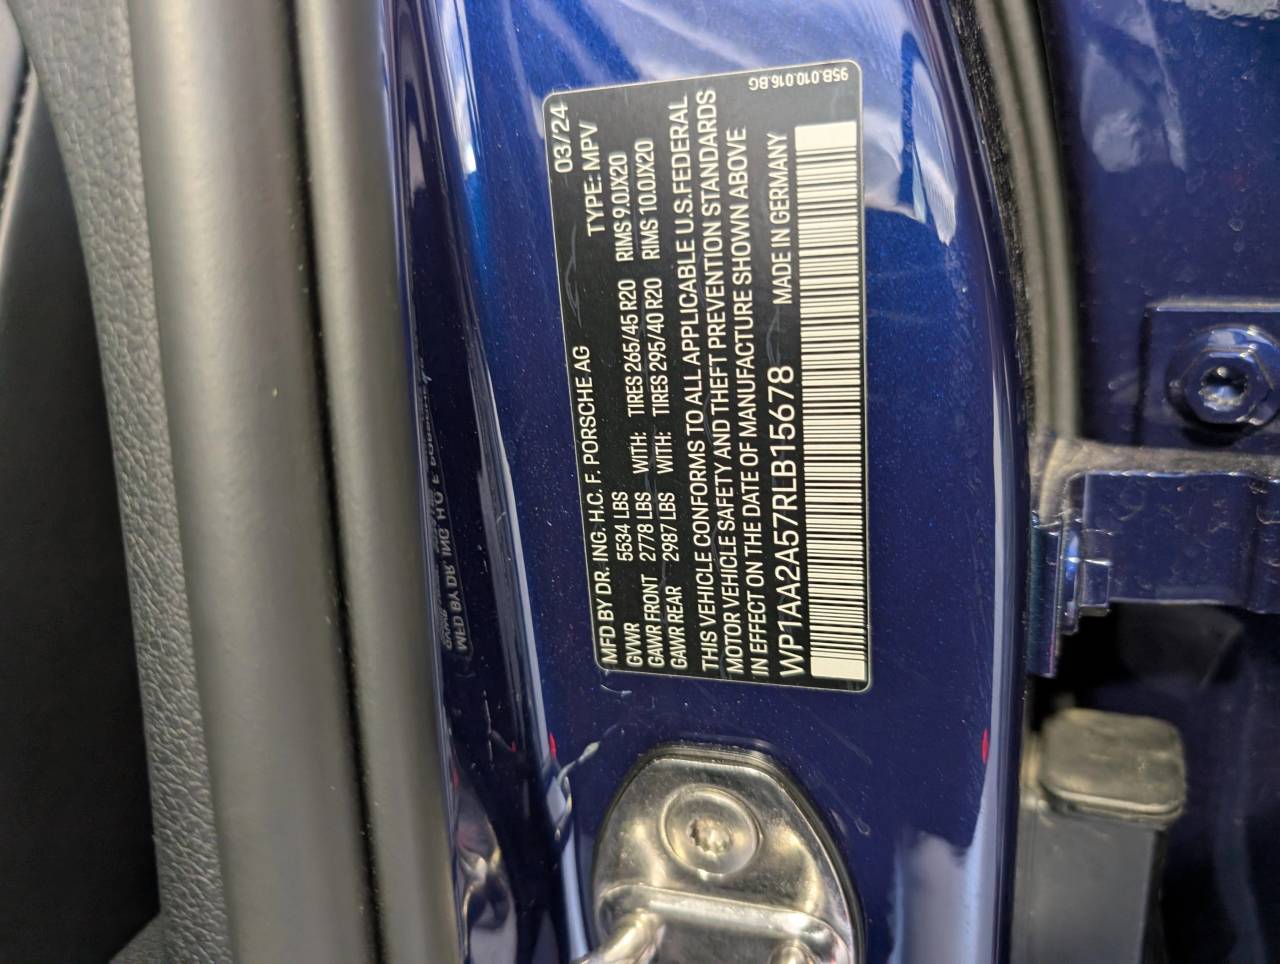 03/24
MFD BY DR. ING. H.C. F. PORSCHE AG TYPE: MPV
GVWR 5534 LBS WITH: TIRES 265/45 R20 RIMS 9.0JX20
GAWR FRONT 2778 LBS WITH: TIRES 295/40 R20 RIMS 10.0JX20
GAWR REAR 2987 LBS
THIS VEHICLE CONFORMS TO ALL APPLICABLE U.S.FEDERAL
MOTOR VEHICLE SAFETY AND THEFT PREVENTION STANDARDS
IN EFFECT ON THE DATE OF MANUFACTURE SHOWN ABOVE
WP1AA2A57RLB15678 MADE IN GERMANY
95B.010.016.BG